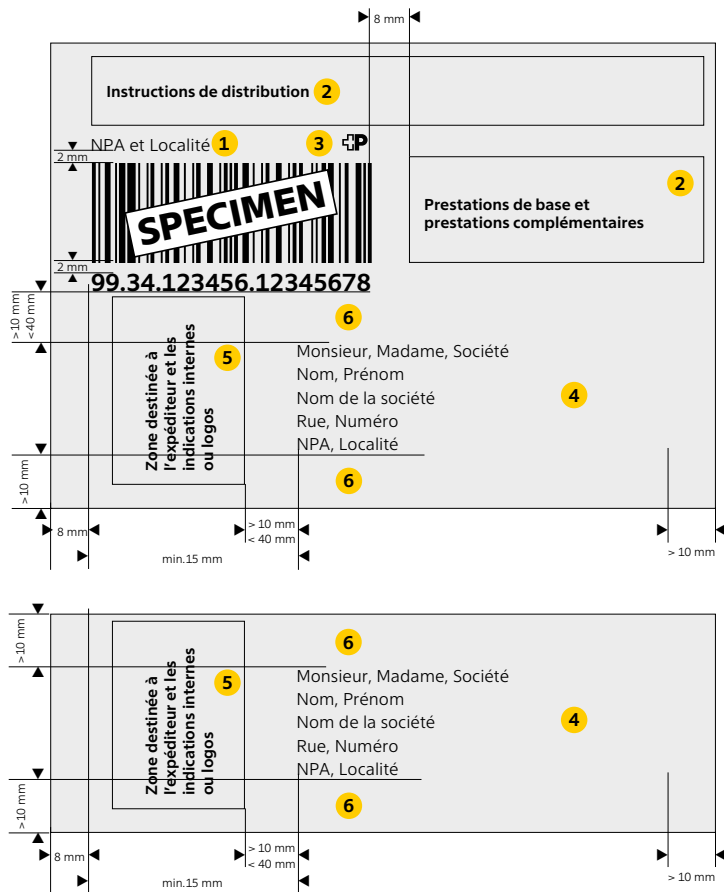 8 mm
Instructions de distribution 2
NPA et Localité 1
3
P
2 mm
SPECIMEN
2
Prestations de base et
prestations complémentaires
2 mm
99.34.123456.12345678
> 10 mm
< 40 mm
6
Zone destinée à
l'expéditeur et les
indications internes
ou logos
5
Monsieur, Madame, Société
Nom, Prénom
Nom de la société
Rue, Numéro
NPA, Localité
4
> 10 mm
6
8 mm
> 10 mm
< 40 mm
min.15 mm
> 10 mm
> 10 mm
6
Zone destinée à
l'expéditeur et les
indications internes
ou logos
5
Monsieur, Madame, Société
Nom, Prénom
Nom de la société
Rue, Numéro
NPA, Localité
4
> 10 mm
6
8 mm
> 10 mm
< 40 mm
min.15 mm
> 10 mm